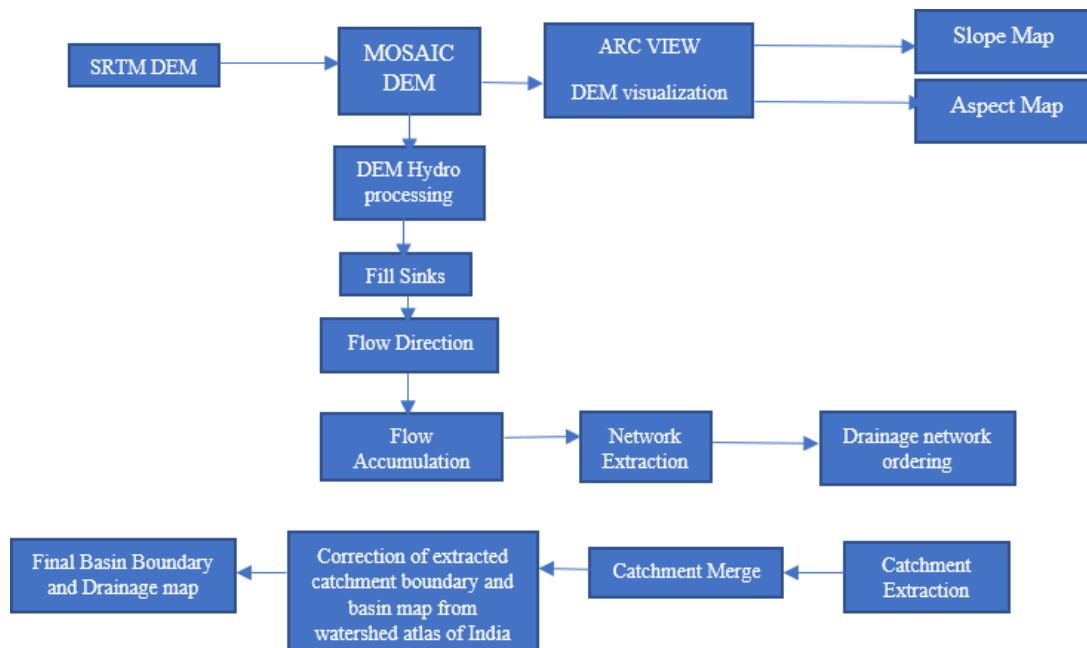 SRTM DEM
MOSAIC
DEM
ARC VIEW
DEM visualization
Slope Map
Aspect Map
DEM Hydro
processing
Fill Sinks
Flow Direction
Flow
Accumulation
Network
Extraction
Drainage network
ordering
Final Basin Boundary
and Drainage map
Correction of extracted
catchment boundary and
basin map from
watershed atlas of India
Catchment Merge
Catchment
Extraction